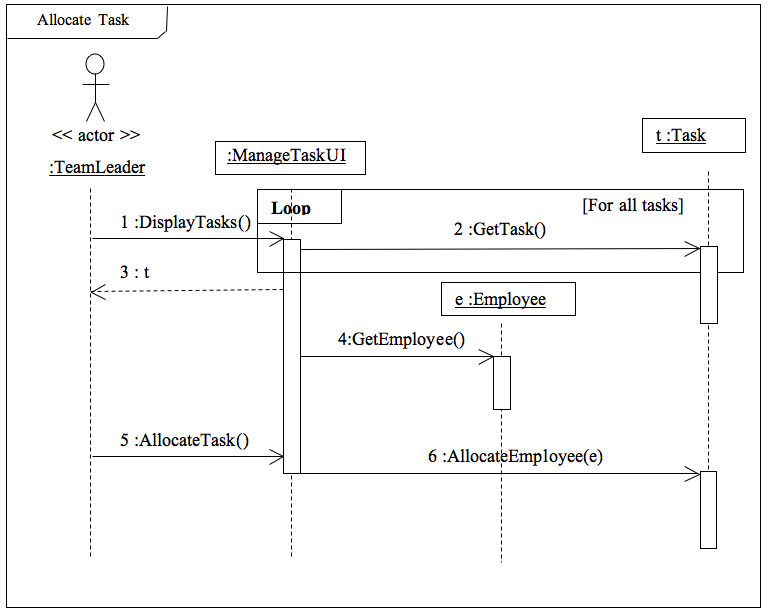 Allocate Task
<< actor >>
:TeamLeader
:ManageTaskUI
t :Task
Loop
[For all tasks]
1 :DisplayTasks()
2 :GetTask()
3 : t
e :Employee
4:GetEmployee()
5 :AllocateTask()
6 :AllocateEmployee(e)